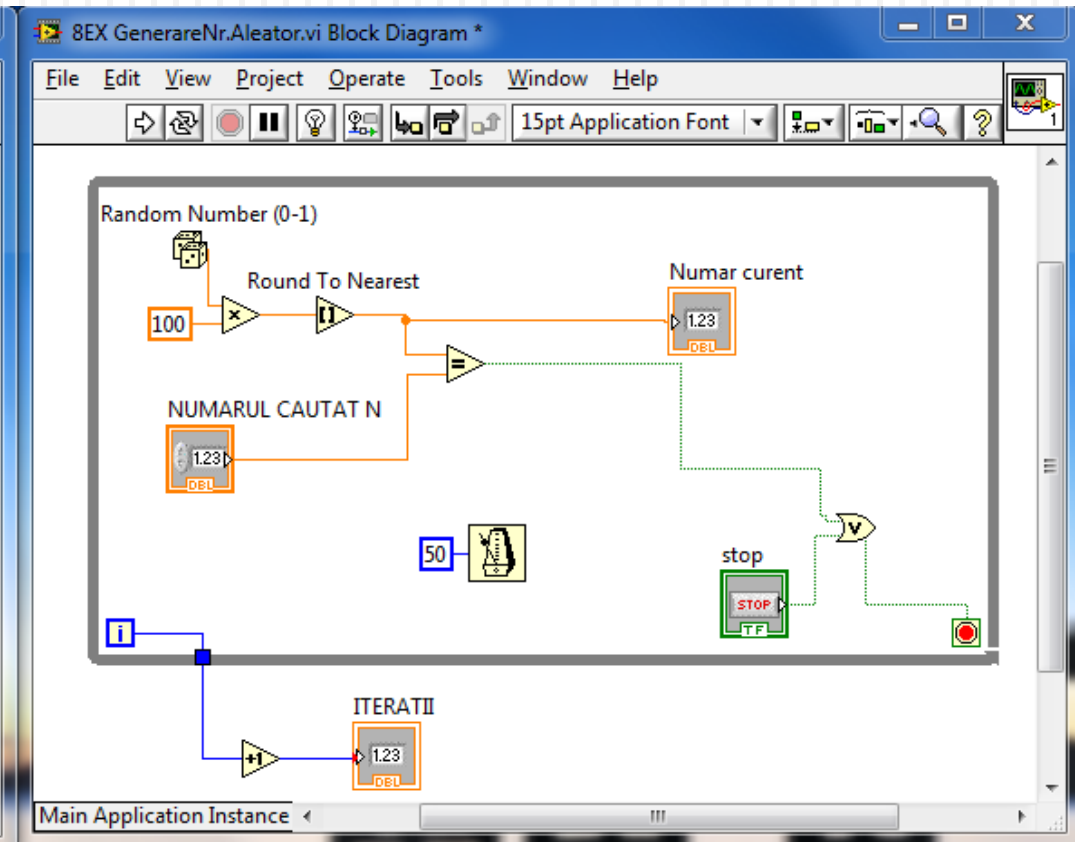 8EX GenerareNr.Aleator.vi Block Diagram *
File Edit View Project Operate Tools Window Help
15pt Application Font
1
Random Number (0-1)
Round To Nearest
Numar curent
100
×
[]
1.23
DBL
=
NUMARUL CAUTAT N
1.23
DBL
50
V
stop
STOP
TF
i
ITERATII
+1
1.23
DBL
Main Application Instance